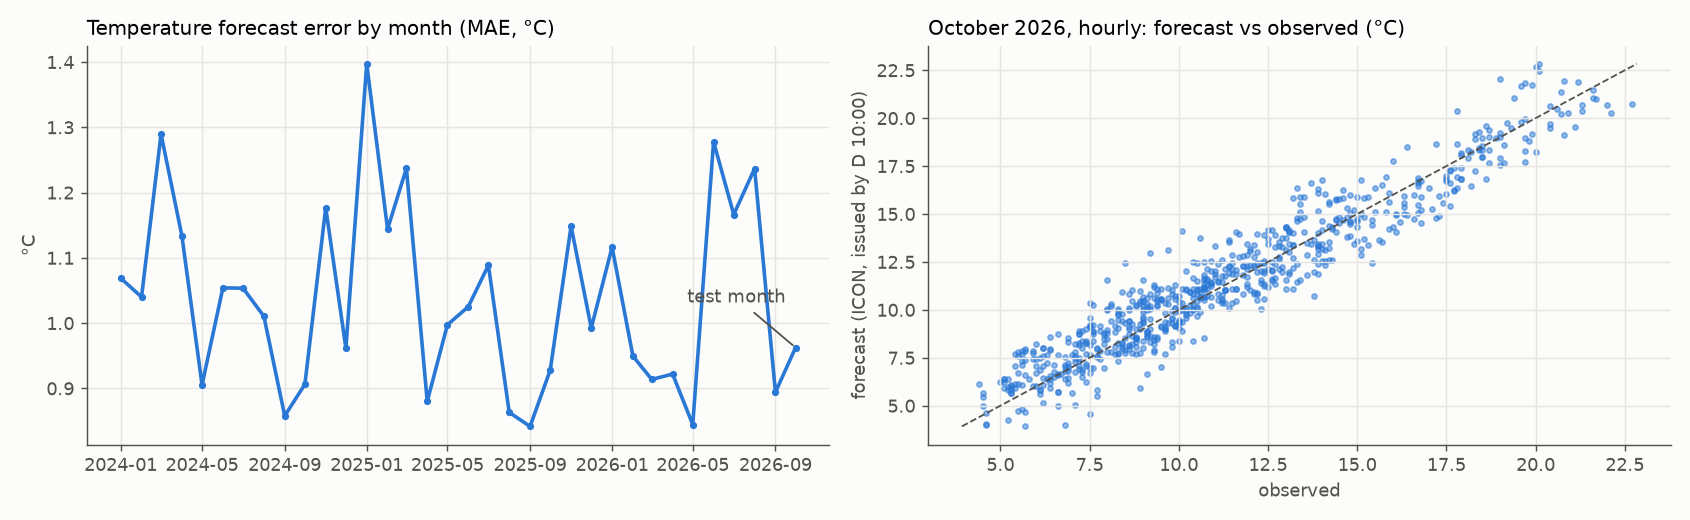 Temperature forecast error by month (MAE, °C)
°C
1.4
1.3
1.2
1.1
1.0
0.9
test month
2024-01 2024-05 2024-09 2025-01 2025-05 2025-09 2026-01 2026-05 2026-09
October 2026, hourly: forecast vs observed (°C)
forecast (ICON, issued by D 10:00)
22.5
20.0
17.5
15.0
12.5
10.0
7.5
5.0
5.0 7.5 10.0 12.5 15.0 17.5 20.0 22.5
observed